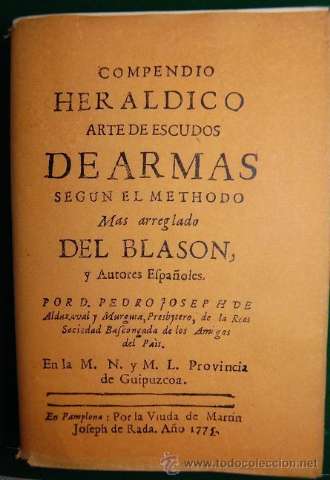 COMPENDIO
HERALDICO
ARTE DE ESCUDOS
DE ARMAS
SEGUN EL METHODO
Mas arreglado
DEL BLASON,
y Autores Españoles.
POR D. PEDRO JOSEPH DE
Aldazaval y Murguia, Presbytero, de la Real
Sociedad Bascongada de los Amigos
del Pais.
En la M. N. y M. L. Provincia
de Guipuzcoa.
En Pamplona: Por la Viuda de Martin
Joseph de Rada. Año 1775.
todocoleccion
www.todocoleccion.net